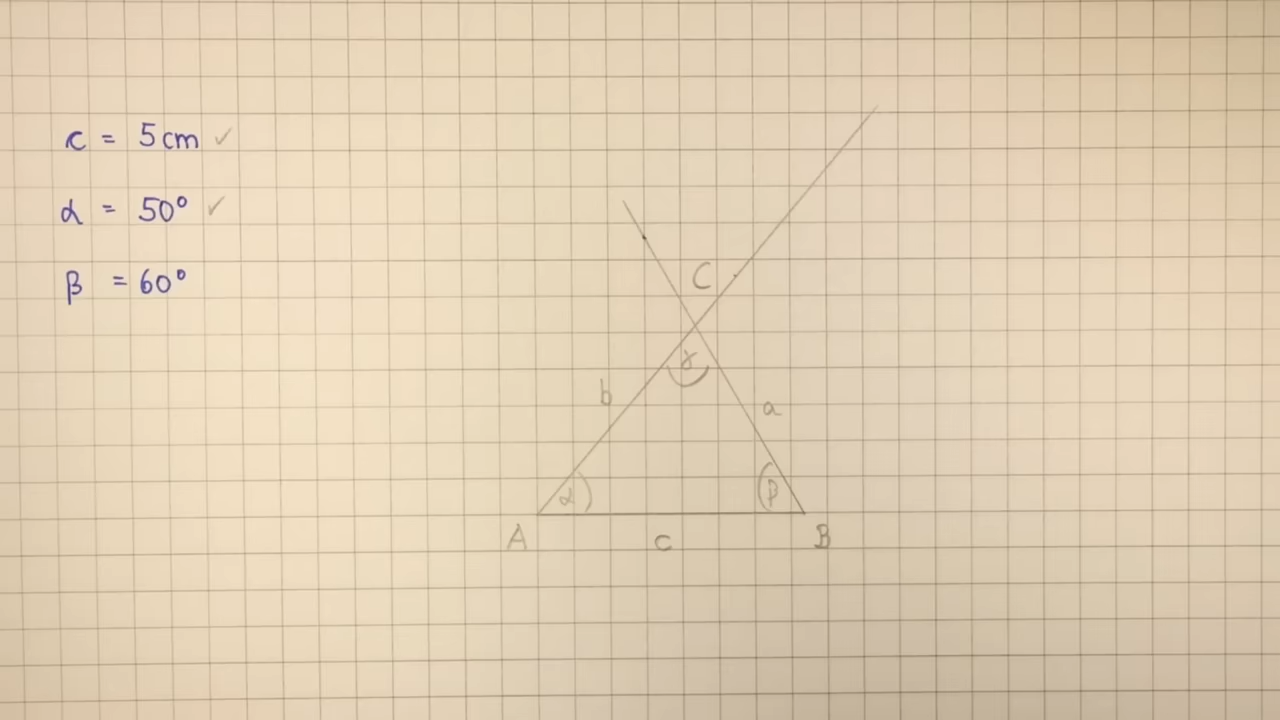 c = 5 cm ✓
α = 50° ✓
β = 60°
C
γ
b
a
α
β
A
c
B